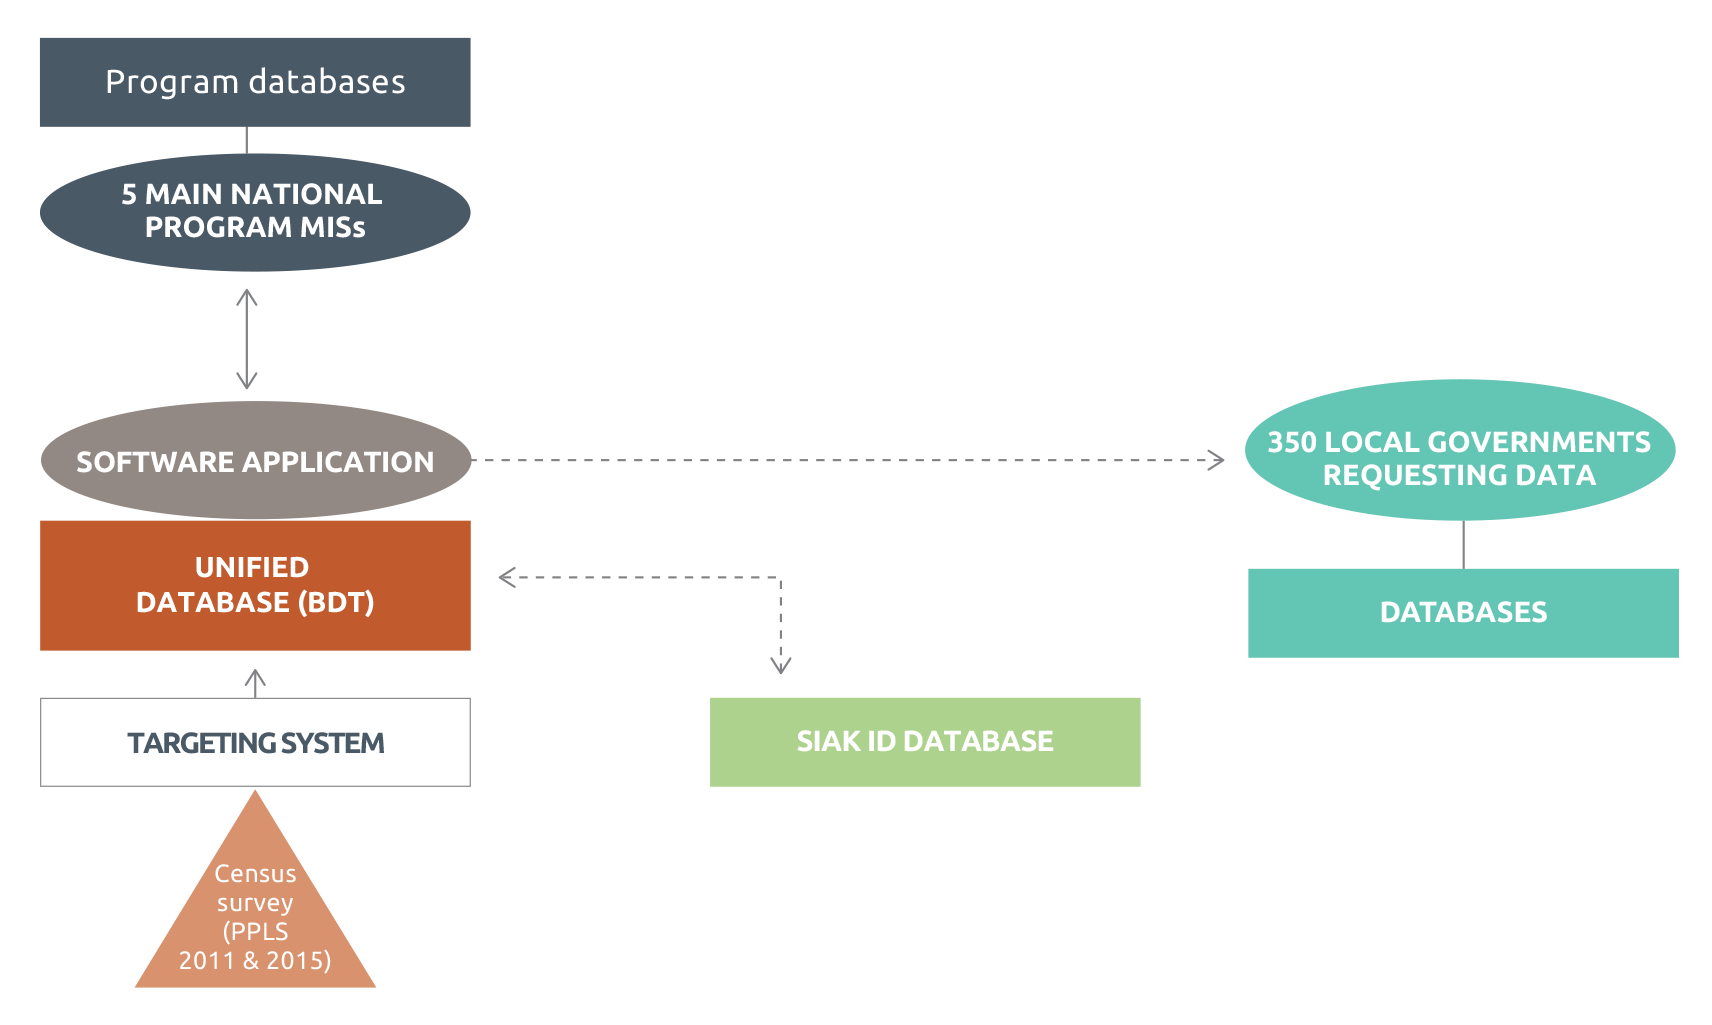 Program databases
5 MAIN NATIONAL
PROGRAM MISs
SOFTWARE APPLICATION
350 LOCAL GOVERNMENTS
REQUESTING DATA
UNIFIED
DATABASE (BDT)
DATABASES
TARGETING SYSTEM
SIAK ID DATABASE
Census
survey
(PPLS
2011 & 2015)